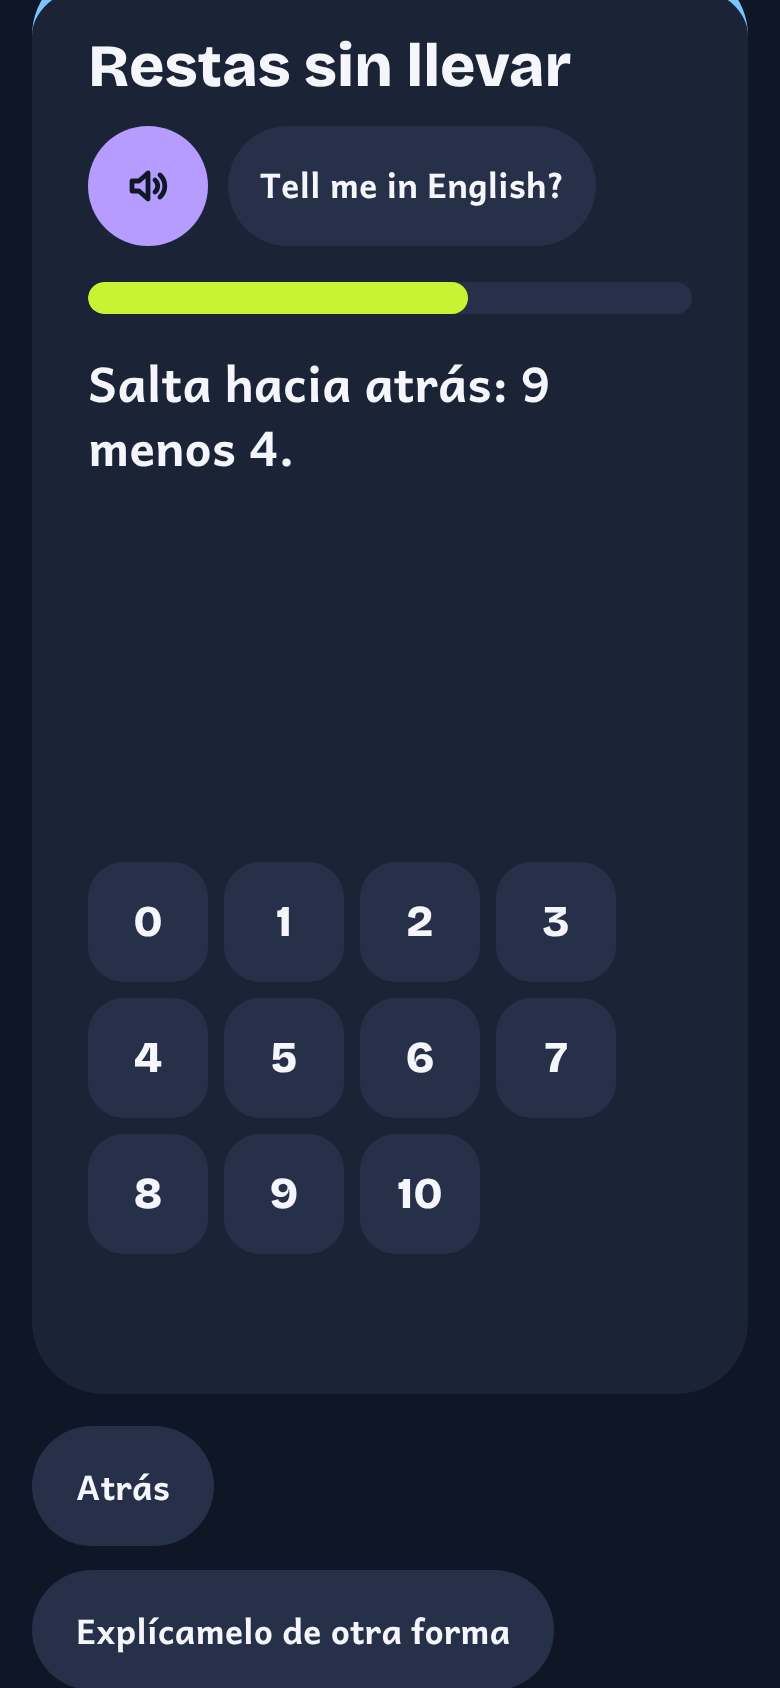 Restas sin llevar
Tell me in English?
Salta hacia atrás: 9
menos 4.
0 1 2 3
4 5 6 7
8 9 10
Atrás
Explícamelo de otra forma